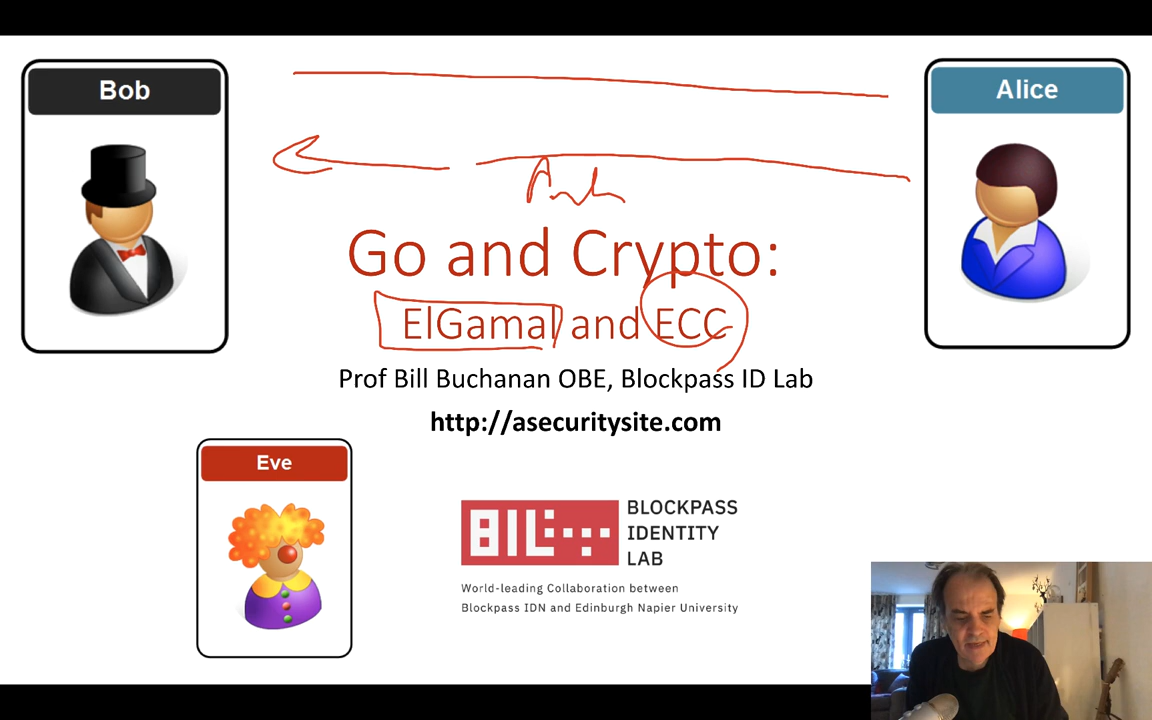 Bob
Alice
Go and Crypto:
ElGamal and ECC
Prof Bill Buchanan OBE, Blockpass ID Lab
http://asecuritysite.com
Eve
BIL
BLOCKPASS
IDENTITY
LAB
World-leading Collaboration between
Blockpass IDN and Edinburgh Napier University